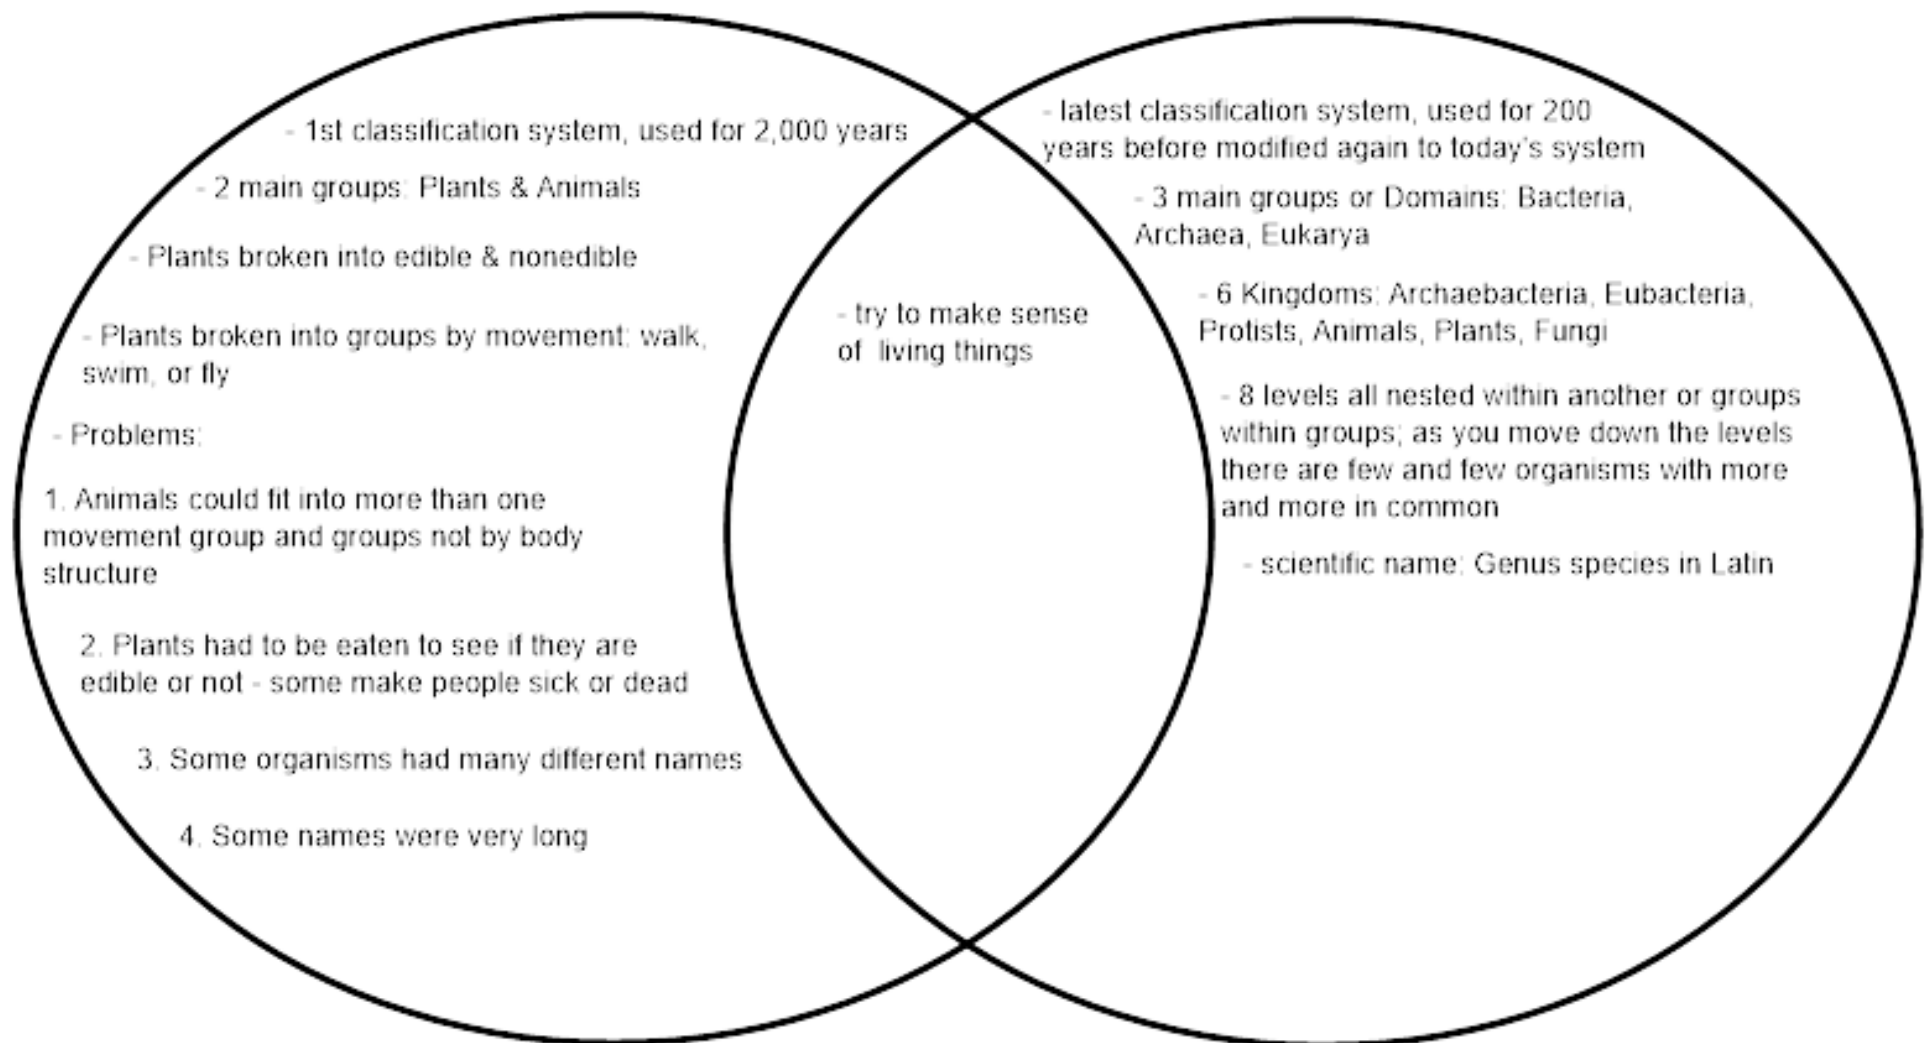 - 1st classification system, used for 2,000 years
- 2 main groups: Plants & Animals
- Plants broken into edible & nonedible
- Plants broken into groups by movement: walk,
swim, or fly
- Problems:
1. Animals could fit into more than one
movement group and groups not by body
structure
2. Plants had to be eaten to see if they are
edible or not - some make people sick or dead
3. Some organisms had many different names
4. Some names were very long
- try to make sense
of living things
- latest classification system, used for 200
years before modified again to today's system
- 3 main groups or Domains: Bacteria,
Archaea, Eukarya
- 6 Kingdoms: Archaebacteria, Eubacteria,
Protists, Animals, Plants, Fungi
- 8 levels all nested within another or groups
within groups; as you move down the levels
there are few and few organisms with more
and more in common
- scientific name: Genus species in Latin